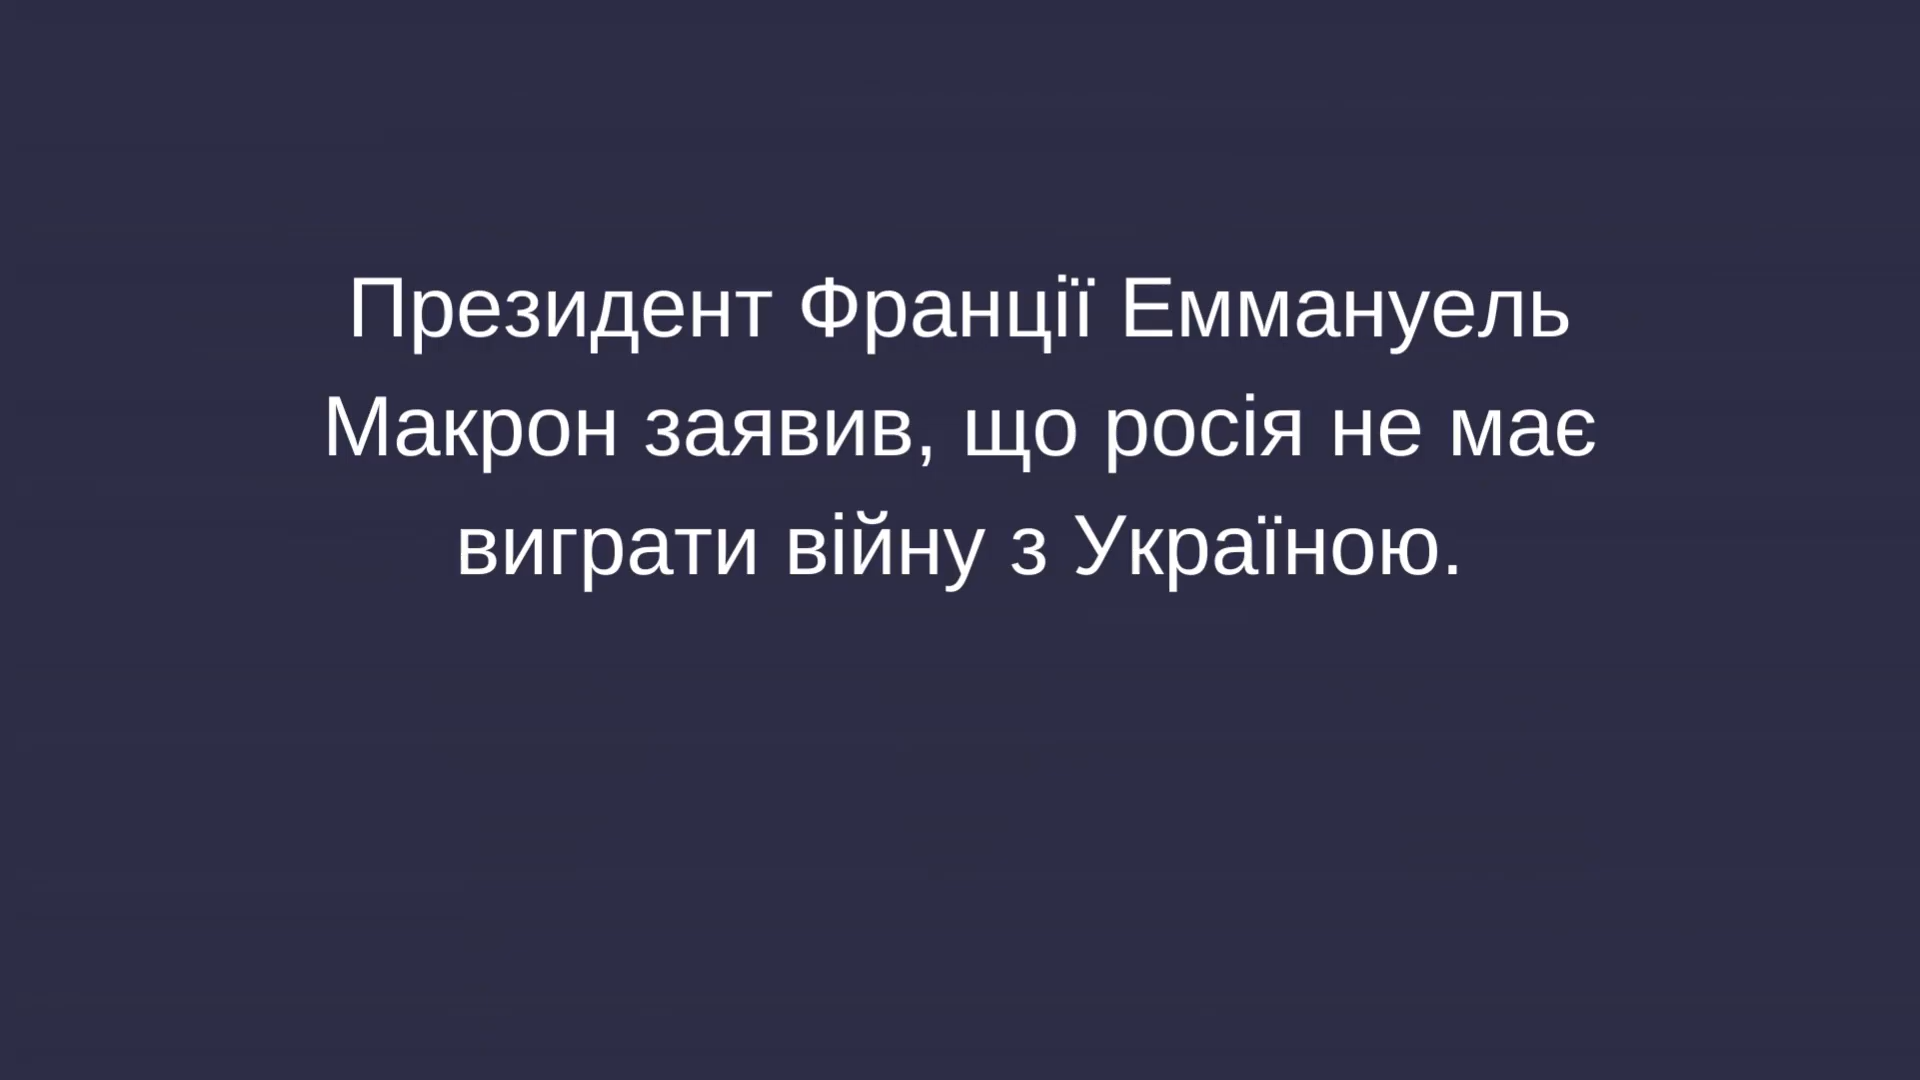 Президент Франції Еммануель
Макрон заявив, що росія не має
виграти війну з Україною.